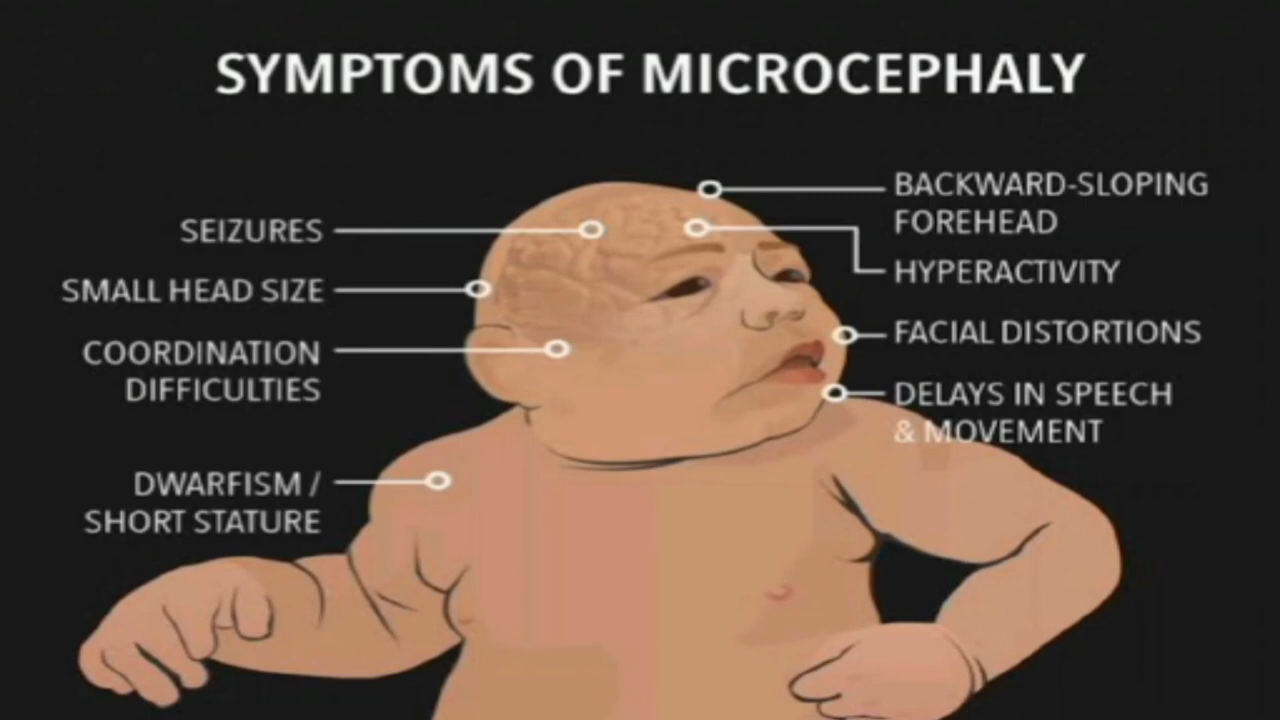 SYMPTOMS OF MICROCEPHALY
SEIZURES
SMALL HEAD SIZE
COORDINATION
DIFFICULTIES
DWARFISM /
SHORT STATURE
BACKWARD-SLOPING
FOREHEAD
HYPERACTIVITY
FACIAL DISTORTIONS
DELAYS IN SPEECH
& MOVEMENT